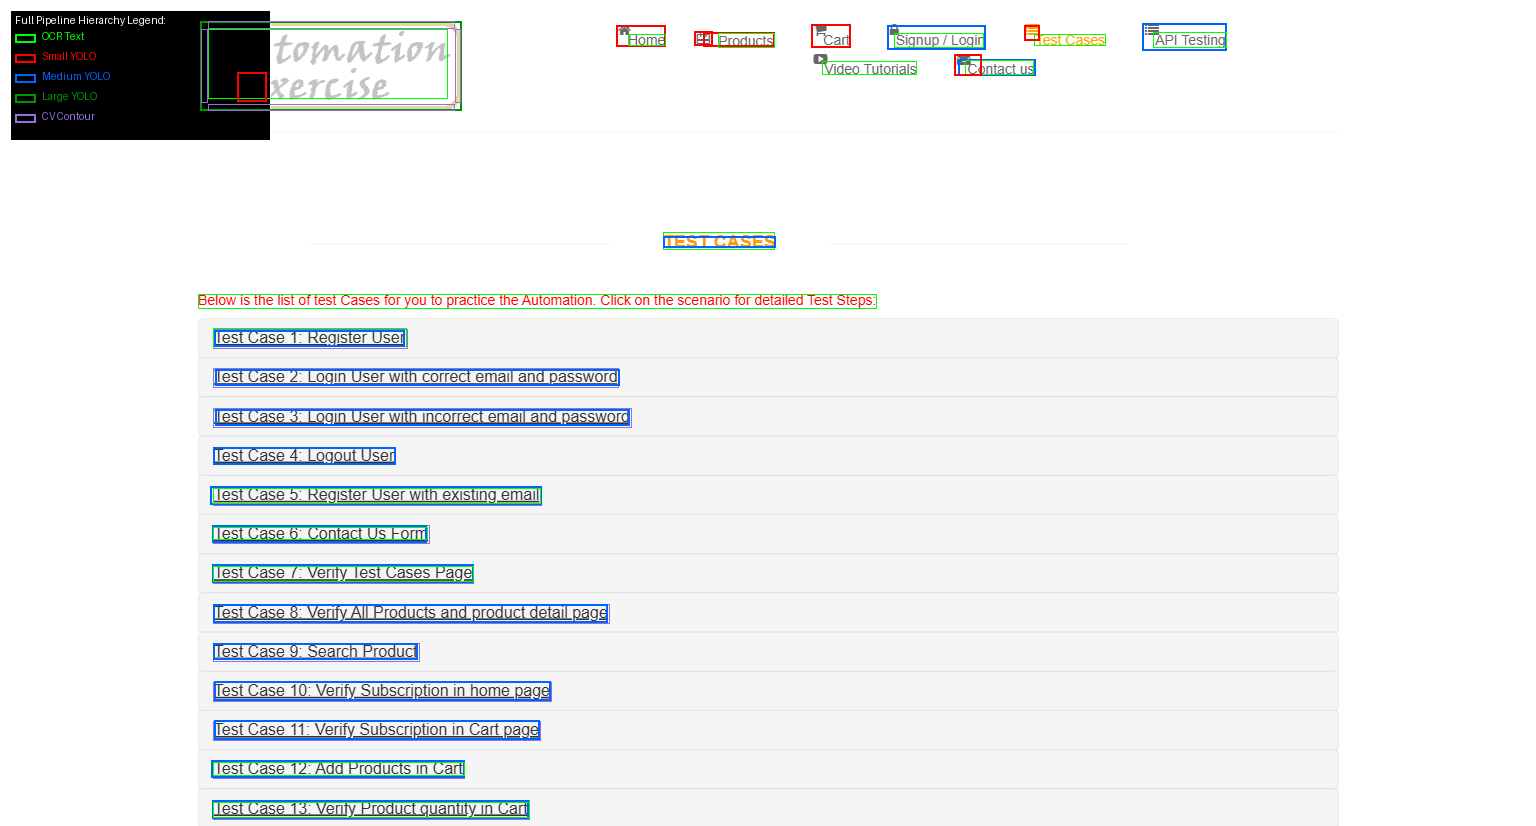 Full Pipeline Hierarchy Legend:
OCR Text
Small YOLO
Medium YOLO
Large YOLO
CV Contour
tomation
xercise
Home
Products
Cart
Signup / Login
Test Cases
API Testing
Video Tutorials
Contact us
TEST CASES
Below is the list of test Cases for you to practice the Automation. Click on the scenario for detailed Test Steps:
Test Case 1: Register User
Test Case 2: Login User with correct email and password
Test Case 3: Login User with incorrect email and password
Test Case 4: Logout User
Test Case 5: Register User with existing email
Test Case 6: Contact Us Form
Test Case 7: Verify Test Cases Page
Test Case 8: Verify All Products and product detail page
Test Case 9: Search Product
Test Case 10: Verify Subscription in home page
Test Case 11: Verify Subscription in Cart page
Test Case 12: Add Products in Cart
Test Case 13: Verify Product quantity in Cart